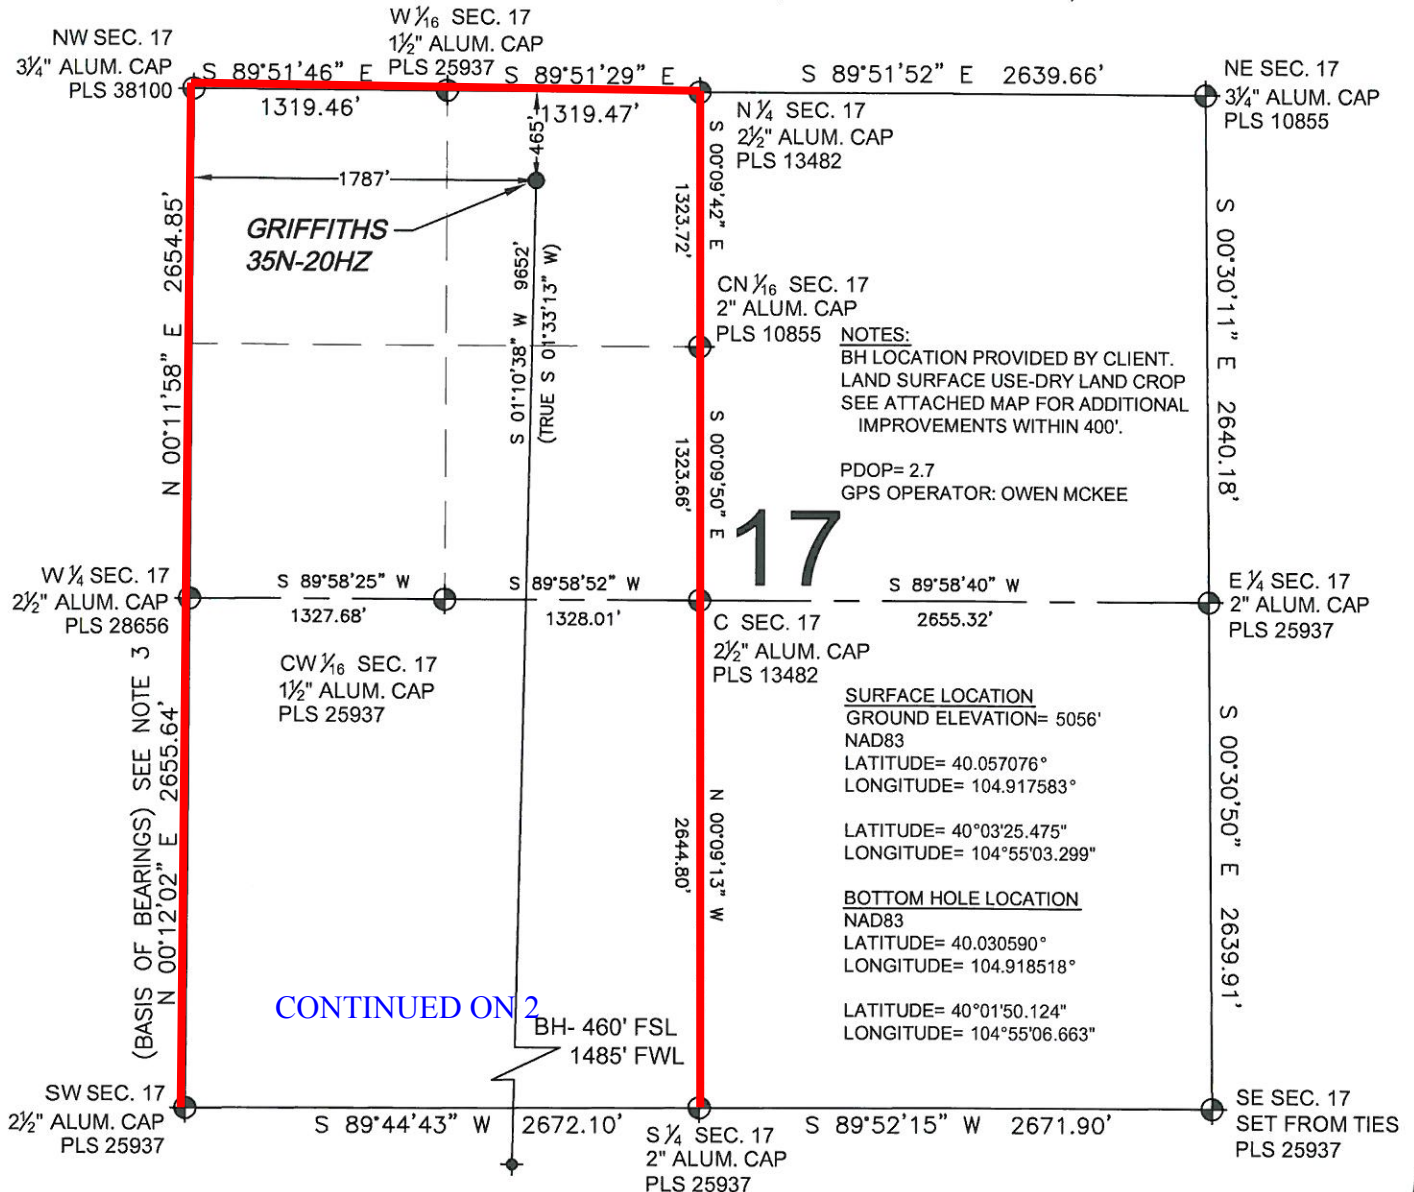 W 1/16 SEC. 17
1½" ALUM. CAP
PLS 25937
NW SEC. 17
3¼" ALUM. CAP
PLS 38100
S 89°51'46" E
1319.46'
S 89°51'29" E
1319.47'
S 89°51'52" E 2639.66'
NE SEC. 17
3¼" ALUM. CAP
PLS 10855
N ¼ SEC. 17
2½" ALUM. CAP
PLS 13482
465'
1787'
GRIFFITHS
35N-20HZ
N 00°11'58" E 2654.85'
S 01°10'38" W 9652'
(TRUE S 01°33'13" W)
S 00°09'42" E
1323.72'
CN 1/16 SEC. 17
2" ALUM. CAP
PLS 10855
S 00°30'11" E 2640.18'
NOTES:
BH LOCATION PROVIDED BY CLIENT.
LAND SURFACE USE-DRY LAND CROP
SEE ATTACHED MAP FOR ADDITIONAL
IMPROVEMENTS WITHIN 400'.
PDOP= 2.7
GPS OPERATOR: OWEN MCKEE
S 00°09'50" E
1323.66'
17
W ¼ SEC. 17
2½" ALUM. CAP
PLS 28656
S 89°58'25" W
1327.68'
S 89°58'52" W
1328.01'
S 89°58'40" W
2655.32'
E ¼ SEC. 17
2" ALUM. CAP
PLS 25937
C SEC. 17
2½" ALUM. CAP
PLS 13482
CW 1/16 SEC. 17
1½" ALUM. CAP
PLS 25937
(BASIS OF BEARINGS) SEE NOTE 3
N 00°12'02" E 2655.64'
SURFACE LOCATION
GROUND ELEVATION= 5056'
NAD83
LATITUDE= 40.057076°
LONGITUDE= 104.917583°
LATITUDE= 40°03'25.475"
LONGITUDE= 104°55'03.299"
BOTTOM HOLE LOCATION
NAD83
LATITUDE= 40.030590°
LONGITUDE= 104.918518°
LATITUDE= 40°01'50.124"
LONGITUDE= 104°55'06.663"
N 00°09'13" W
2644.80'
S 00°30'50" E 2639.91'
CONTINUED ON 2
BH- 460' FSL
1485' FWL
SW SEC. 17
2½" ALUM. CAP
PLS 25937
S 89°44'43" W 2672.10'
S ¼ SEC. 17
2" ALUM. CAP
PLS 25937
S 89°52'15" W 2671.90'
SE SEC. 17
SET FROM TIES
PLS 25937